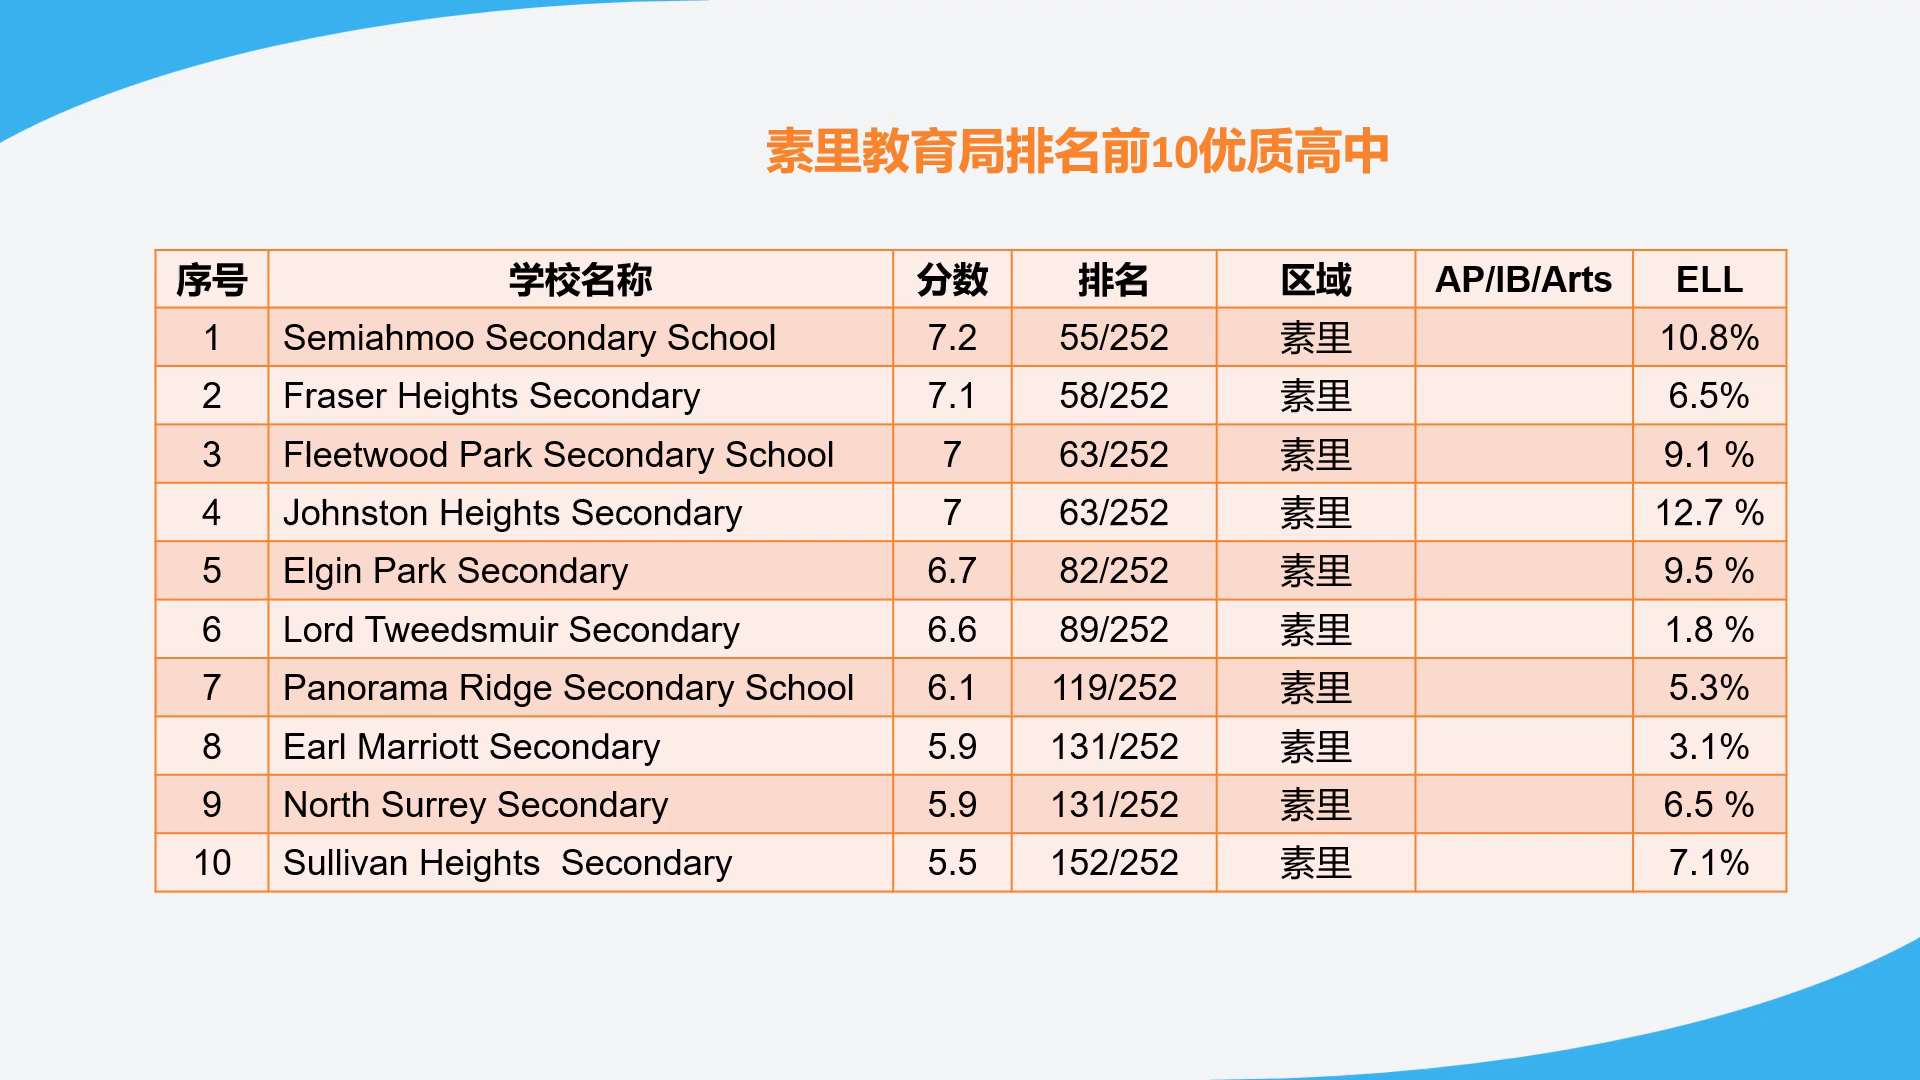 素里教育局排名前10优质高中
序号 学校名称 分数 排名 区域 AP/IB/Arts ELL
1 Semiahmoo Secondary School 7.2 55/252 素里 10.8%
2 Fraser Heights Secondary 7.1 58/252 素里 6.5%
3 Fleetwood Park Secondary School 7 63/252 素里 9.1 %
4 Johnston Heights Secondary 7 63/252 素里 12.7 %
5 Elgin Park Secondary 6.7 82/252 素里 9.5 %
6 Lord Tweedsmuir Secondary 6.6 89/252 素里 1.8 %
7 Panorama Ridge Secondary School 6.1 119/252 素里 5.3%
8 Earl Marriott Secondary 5.9 131/252 素里 3.1%
9 North Surrey Secondary 5.9 131/252 素里 6.5 %
10 Sullivan Heights  Secondary 5.5 152/252 素里 7.1%